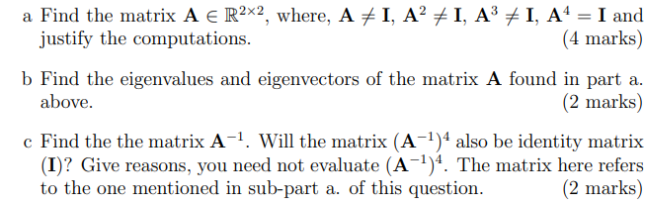 a Find the matrix A ∈ ℝ²ˣ², where, A ≠ I, A² ≠ I, A³ ≠ I, A⁴ = I and
justify the computations. (4 marks)
b Find the eigenvalues and eigenvectors of the matrix A found in part a.
above. (2 marks)
c Find the the matrix A⁻¹. Will the matrix (A⁻¹)⁴ also be identity matrix
(I)? Give reasons, you need not evaluate (A⁻¹)⁴. The matrix here refers
to the one mentioned in sub-part a. of this question. (2 marks)